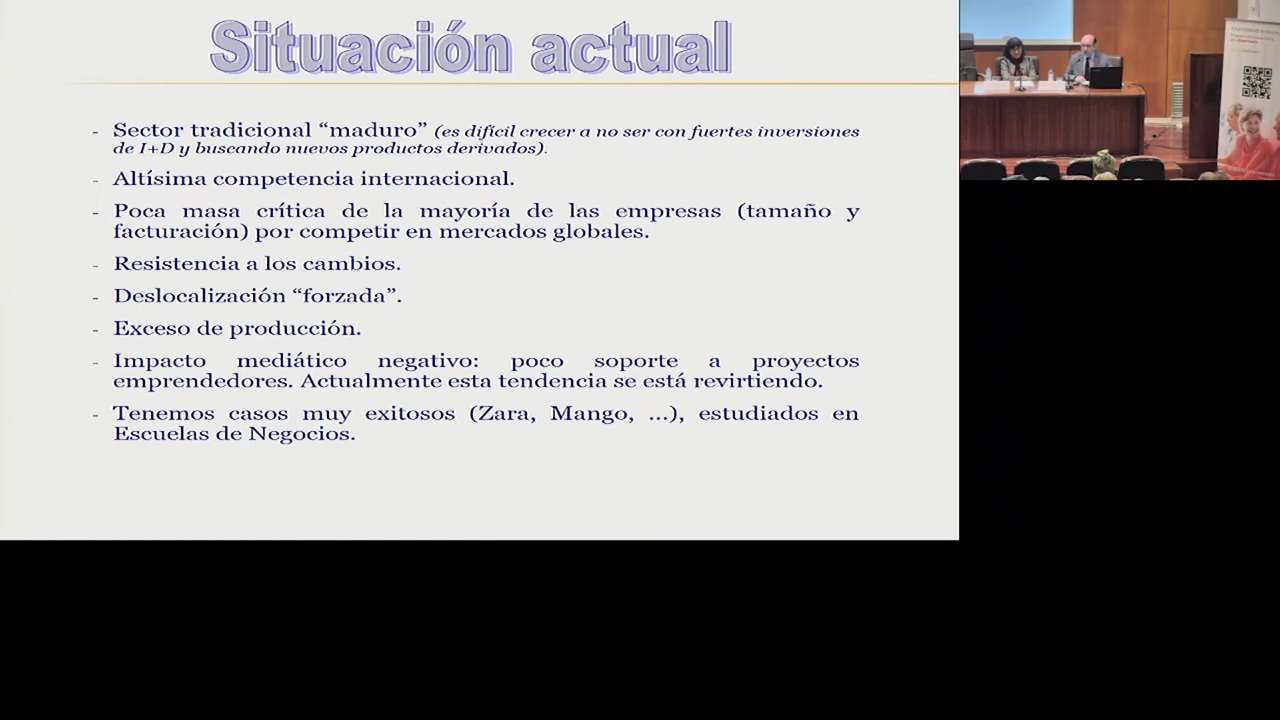 Situación actual
- Sector tradicional “maduro” (es difícil crecer a no ser con fuertes inversiones
de I+D y buscando nuevos productos derivados).
- Altísima competencia internacional.
- Poca masa crítica de la mayoría de las empresas (tamaño y
facturación) por competir en mercados globales.
- Resistencia a los cambios.
- Deslocalización “forzada”.
- Exceso de producción.
- Impacto mediático negativo: poco soporte a proyectos
emprendedores. Actualmente esta tendencia se está revirtiendo.
- Tenemos casos muy exitosos (Zara, Mango, ...), estudiados en
Escuelas de Negocios.